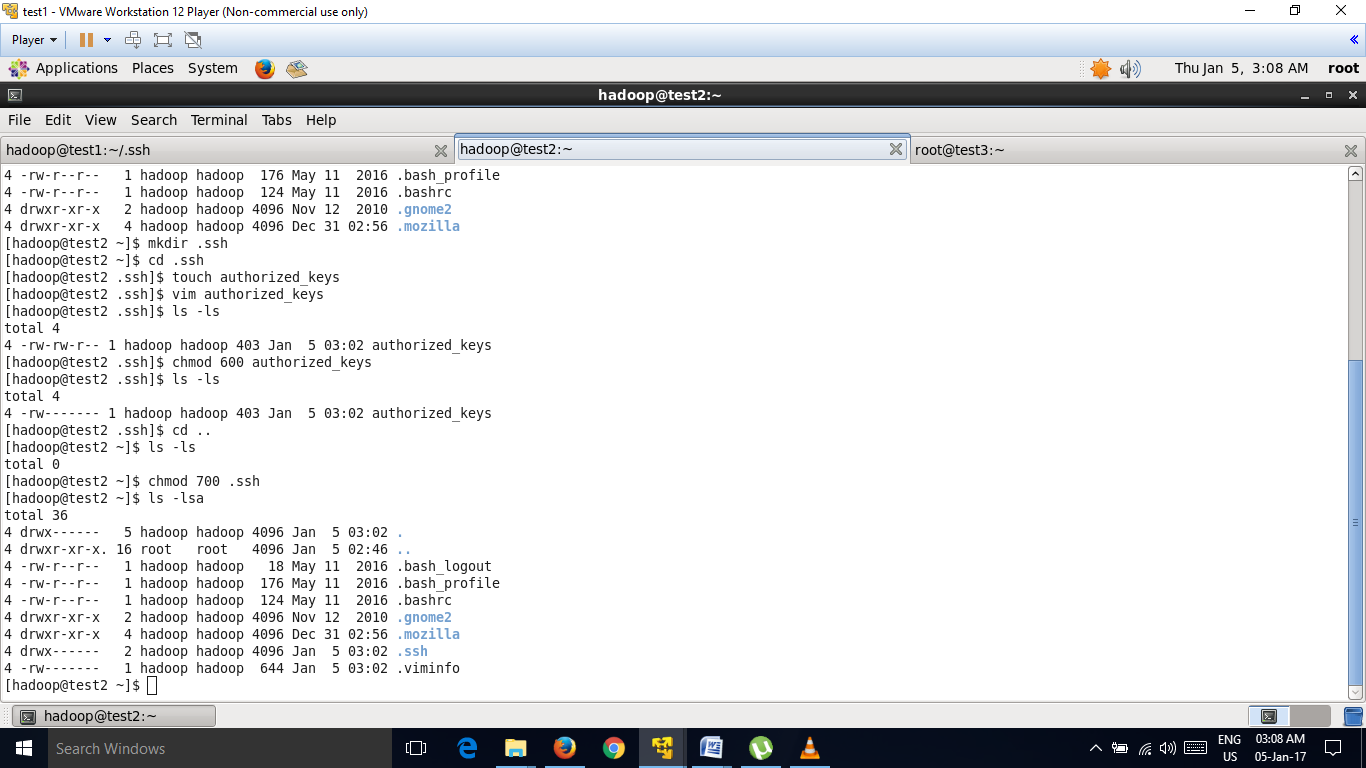 test1 - VMware Workstation 12 Player (Non-commercial use only)
Player
Applications Places System Thu Jan 5, 3:08 AM root
hadoop@test2:~
File Edit View Search Terminal Tabs Help
hadoop@test1:~/.ssh hadoop@test2:~ root@test3:~
4 -rw-r--r-- 1 hadoop hadoop 176 May 11 2016 .bash_profile
4 -rw-r--r-- 1 hadoop hadoop 124 May 11 2016 .bashrc
4 drwxr-xr-x 2 hadoop hadoop 4096 Nov 12 2010 .gnome2
4 drwxr-xr-x 4 hadoop hadoop 4096 Dec 31 02:56 .mozilla
[hadoop@test2 ~]$ mkdir .ssh
[hadoop@test2 ~]$ cd .ssh
[hadoop@test2 .ssh]$ touch authorized_keys
[hadoop@test2 .ssh]$ vim authorized_keys
[hadoop@test2 .ssh]$ ls -ls
total 4
4 -rw-rw-r-- 1 hadoop hadoop 403 Jan 5 03:02 authorized_keys
[hadoop@test2 .ssh]$ chmod 600 authorized_keys
[hadoop@test2 .ssh]$ ls -ls
total 4
4 -rw------- 1 hadoop hadoop 403 Jan 5 03:02 authorized_keys
[hadoop@test2 .ssh]$ cd ..
[hadoop@test2 ~]$ ls -ls
total 0
[hadoop@test2 ~]$ chmod 700 .ssh
[hadoop@test2 ~]$ ls -lsa
total 36
4 drwx------ 5 hadoop hadoop 4096 Jan 5 03:02 .
4 drwxr-xr-x. 16 root root 4096 Jan 5 02:46 ..
4 -rw-r--r-- 1 hadoop hadoop 18 May 11 2016 .bash_logout
4 -rw-r--r-- 1 hadoop hadoop 176 May 11 2016 .bash_profile
4 -rw-r--r-- 1 hadoop hadoop 124 May 11 2016 .bashrc
4 drwxr-xr-x 2 hadoop hadoop 4096 Nov 12 2010 .gnome2
4 drwxr-xr-x 4 hadoop hadoop 4096 Dec 31 02:56 .mozilla
4 drwx------ 2 hadoop hadoop 4096 Jan 5 03:02 .ssh
4 -rw------- 1 hadoop hadoop 644 Jan 5 03:02 .viminfo
[hadoop@test2 ~]$
hadoop@test2:~
Search Windows
ENG
US
03:08 AM
05-Jan-17